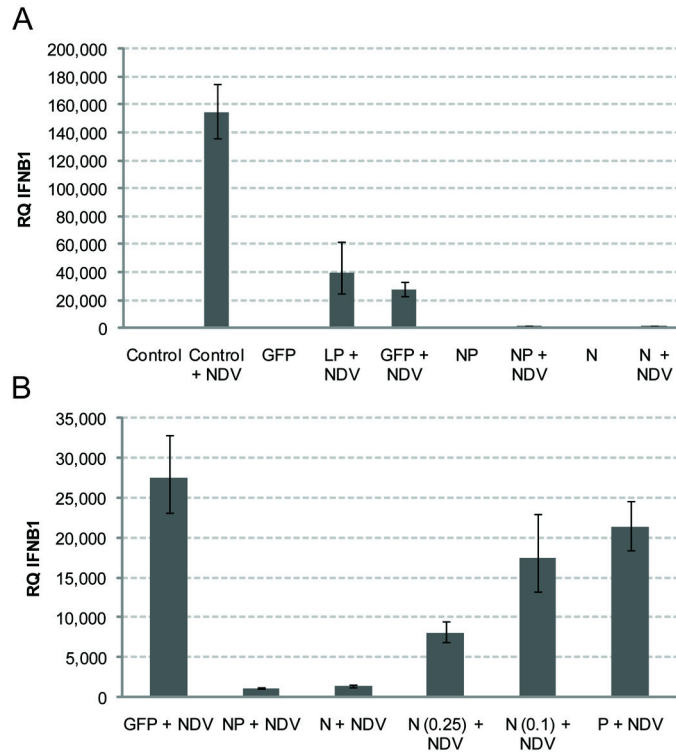 A
200,000
180,000
160,000
140,000
120,000
100,000
80,000
60,000
40,000
20,000
0
RQ IFNB1
Control Control GFP LP + GFP + NP NP + N N +
+ NDV NDV NDV NDV NDV
B
35,000
30,000
25,000
20,000
15,000
10,000
5,000
0
RQ IFNB1
GFP + NDV NP + NDV N + NDV N (0.25) + N (0.1) + P + NDV
NDV NDV